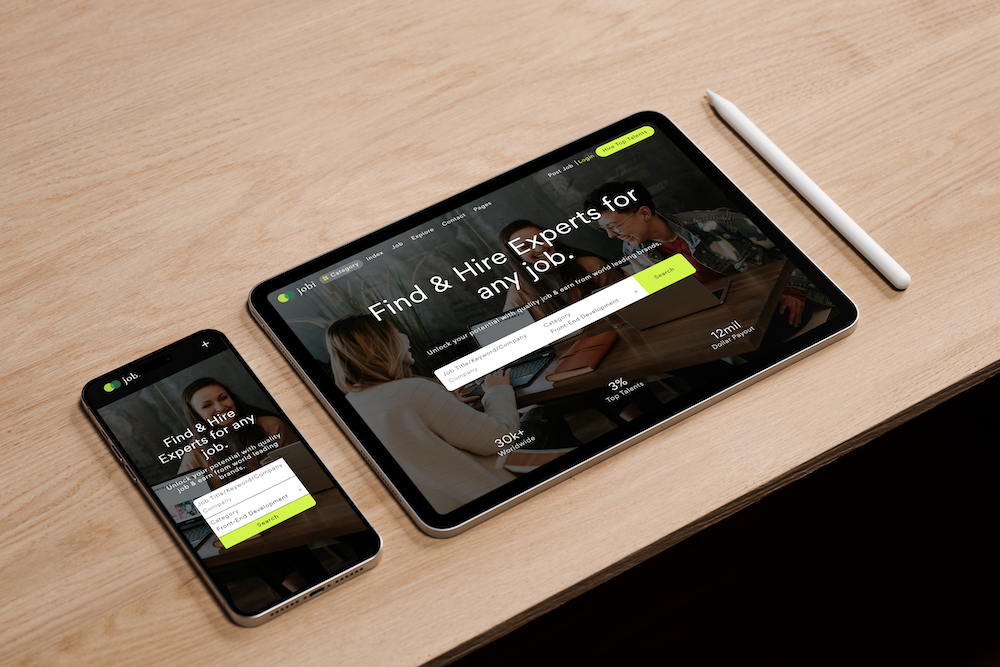 Post Job | Login Hire Top Talents
jobi Category Index Job Explore Contact Pages
Find & Hire Experts for
any job.
Unlock your potential with quality job & earn from world leading brands.
Job Title/Keyword/Company
Company
Category
Front-End Development
Search
30k+
Worldwide
3%
Top Talents
12mil
Dollar Payout
job.
+
Find & Hire
Experts for any
job.
Unlock your potential with quality
job & earn from world leading
brands.
Job Title/Keyword/Company
Company
Category
Front-End Development
Search